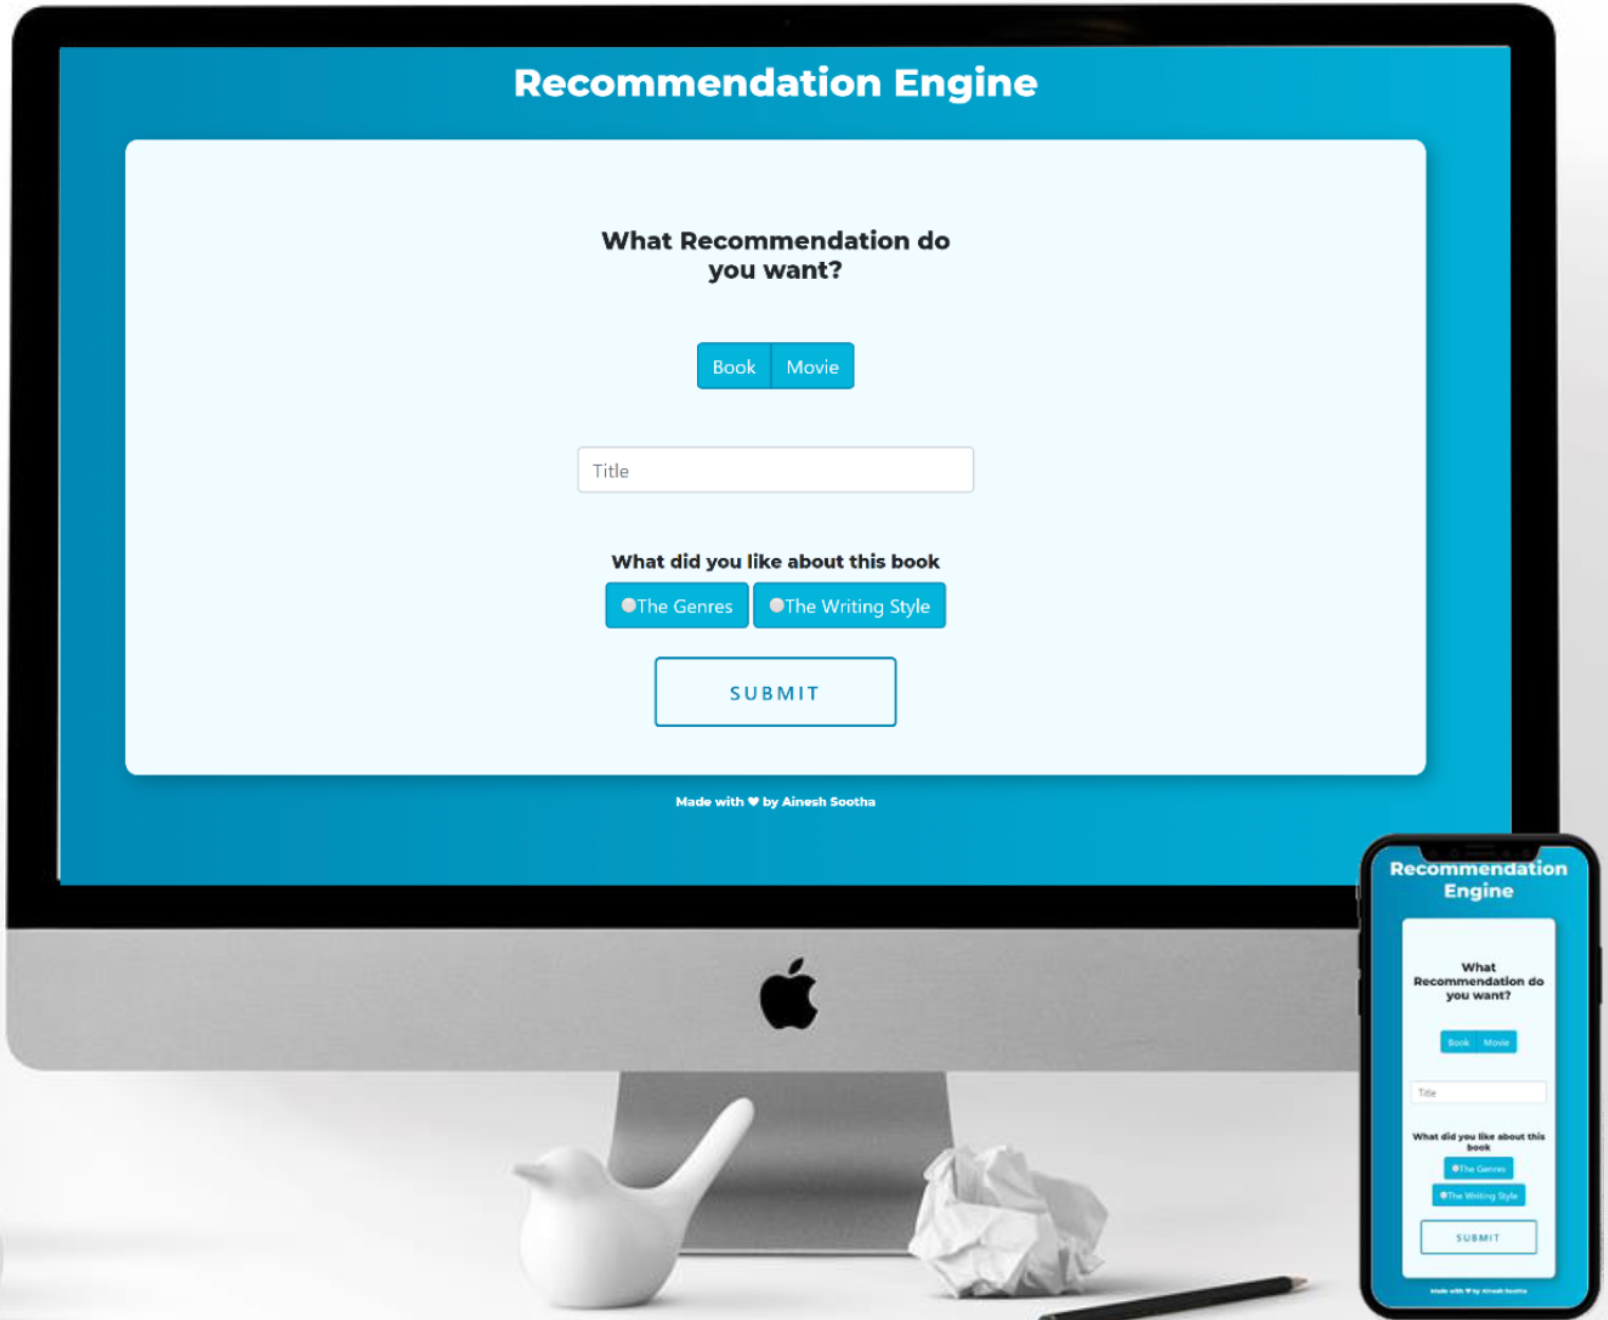 Recommendation Engine
What Recommendation do
you want?
Book Movie
Title
What did you like about this book
The Genres The Writing Style
SUBMIT
Made with ♥ by Ainesh Sootha
Recommendation
Engine
What
Recommendation do
you want?
Book Movie
Title
What did you like about this
book
The Genres
The Writing Style
SUBMIT
Made with ♥ by Ainesh Sootha